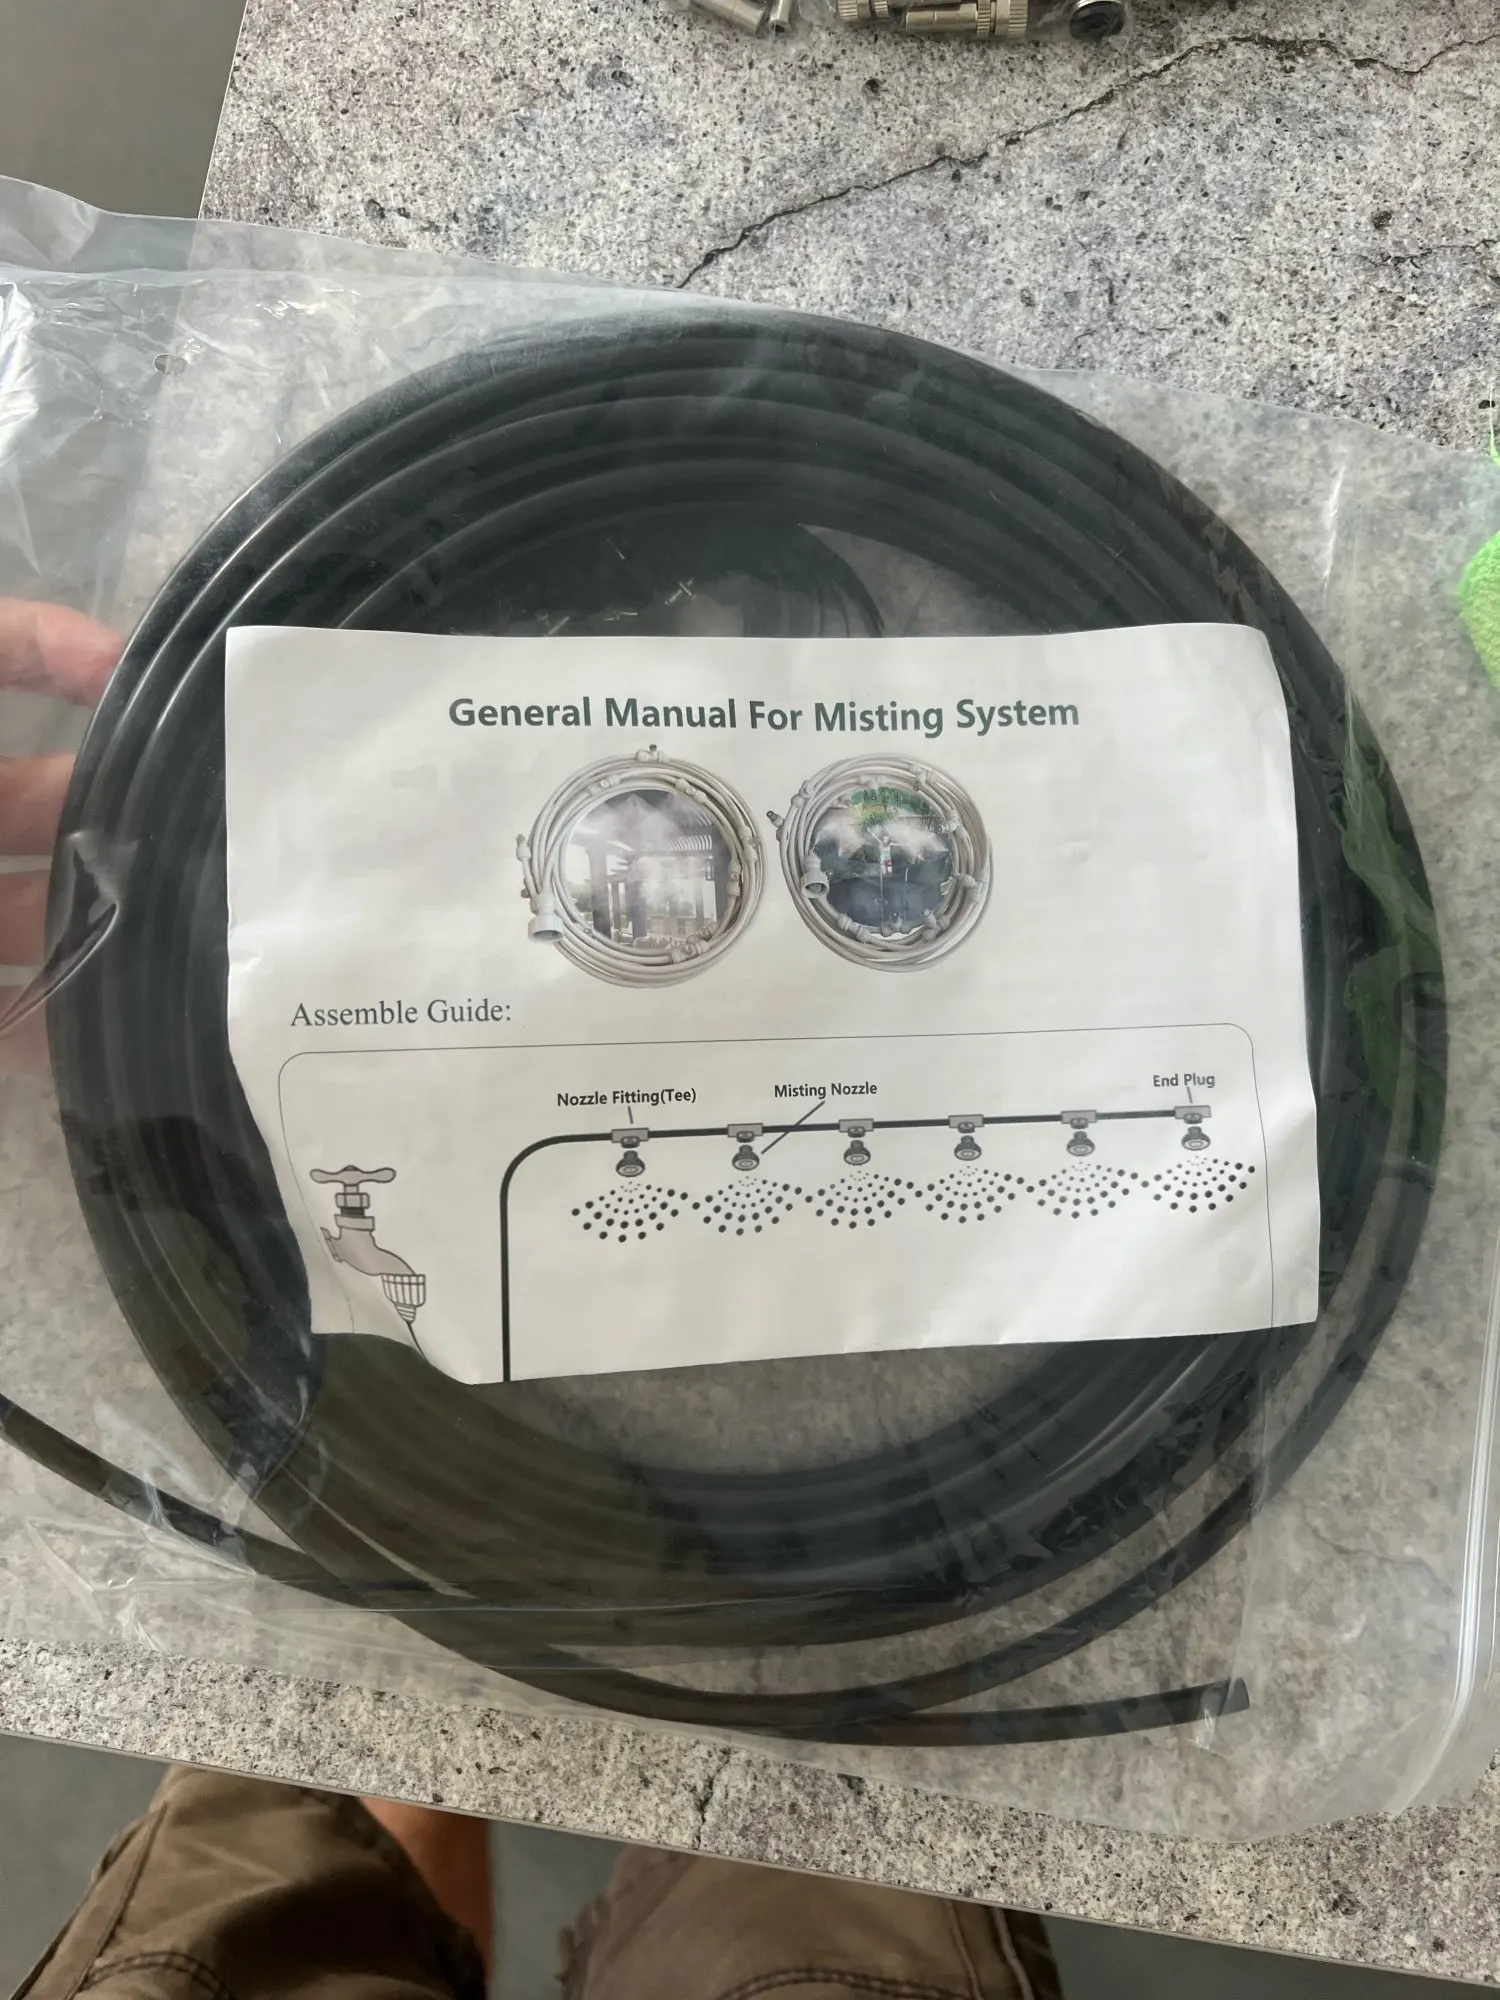 General Manual For Misting System
Assemble Guide:
Nozzle Fitting(Tee)
Misting Nozzle
End Plug